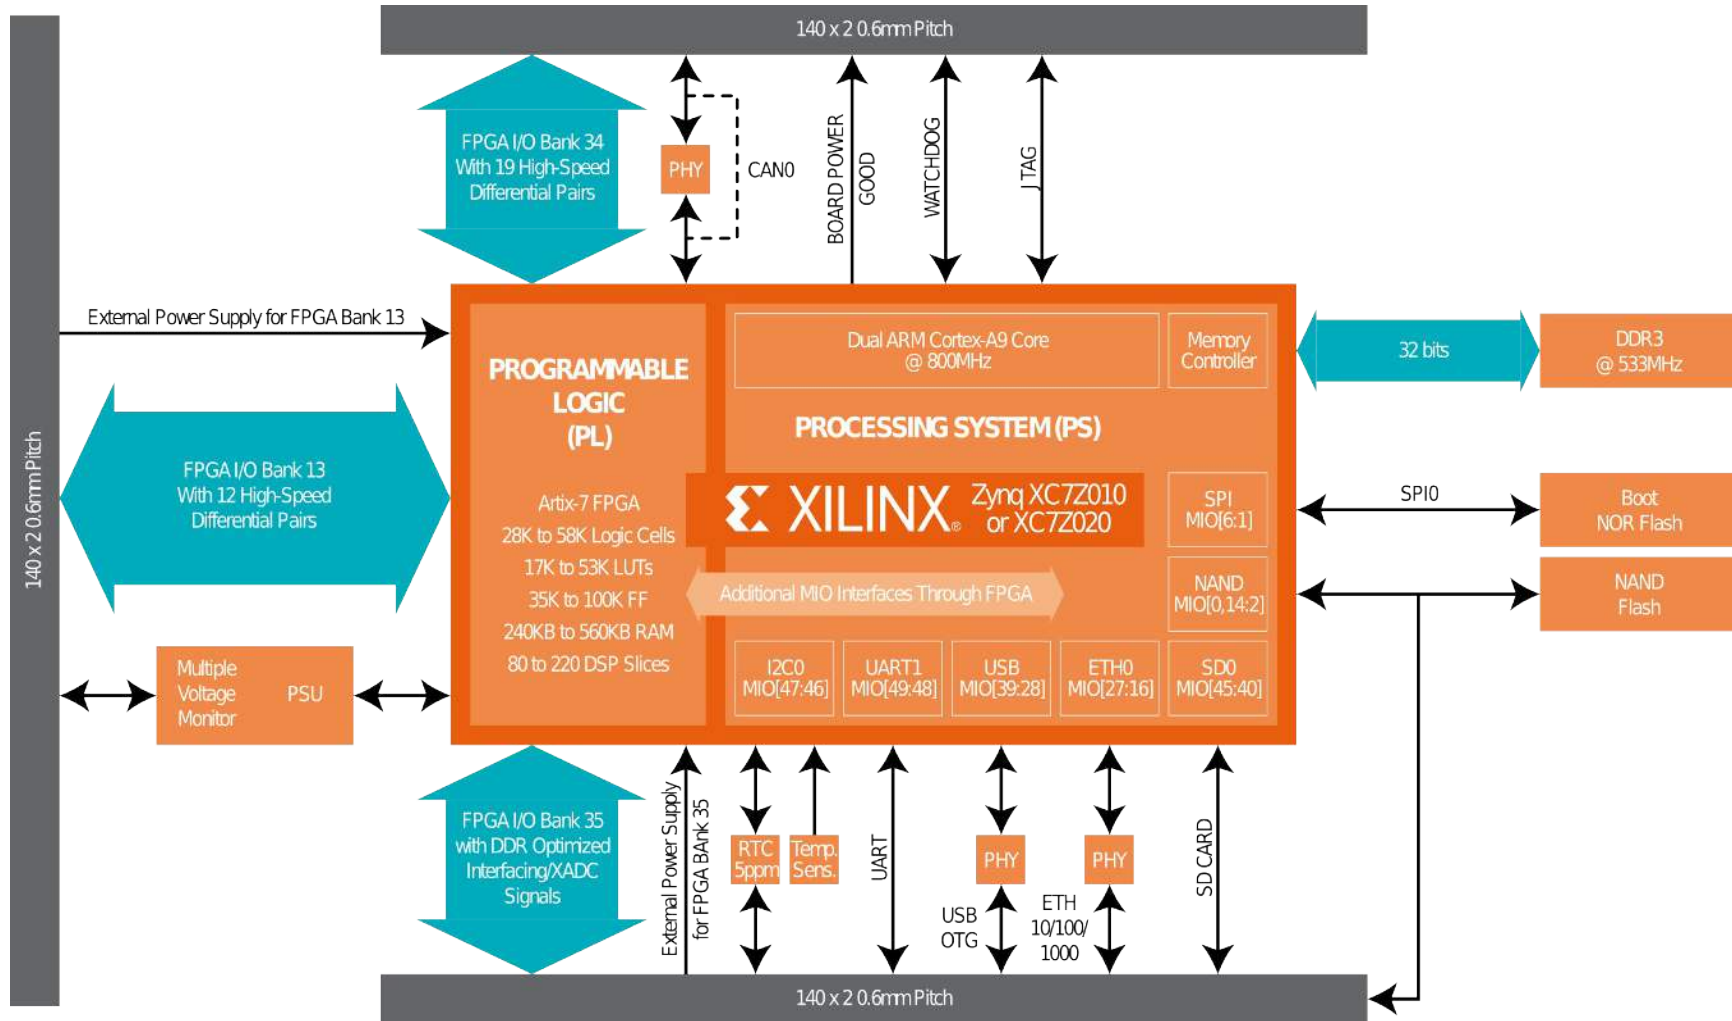 140 x 2 0.6mm Pitch
FPGA I/O Bank 34
With 19 High-Speed
Differential Pairs
PHY
CAN0
BOARD POWER
GOOD
WATCHDOG
JTAG
External Power Supply for FPGA Bank 13
140 x 2 0.6mm Pitch
FPGA I/O Bank 13
With 12 High-Speed
Differential Pairs
Multiple
Voltage
Monitor
PSU
PROGRAMMABLE
LOGIC
(PL)
Artix-7 FPGA
28K to 58K Logic Cells
17K to 53K LUTs
35K to 100K FF
240KB to 560KB RAM
80 to 220 DSP Slices
Dual ARM Cortex-A9 Core
@ 800MHz
Memory
Controller
PROCESSING SYSTEM (PS)
XILINX®
Zynq XC7Z010
or XC7Z020
SPI
MIO[6:1]
Additional MIO Interfaces Through FPGA
NAND
MIO[0,14:2]
I2C0
MIO[47:46]
UART1
MIO[49:48]
USB
MIO[39:28]
ETH0
MIO[27:16]
SD0
MIO[45:40]
32 bits
DDR3
@ 533MHz
SPI0
Boot
NOR Flash
NAND
Flash
FPGA I/O Bank 35
with DDR Optimized
Interfacing/XADC
Signals
External Power Supply
for FPGA BAnk 35
RTC
5ppm
Temp.
Sens.
UART
PHY
USB
OTG
PHY
ETH
10/100/
1000
SD CARD
140 x 2 0.6mm Pitch